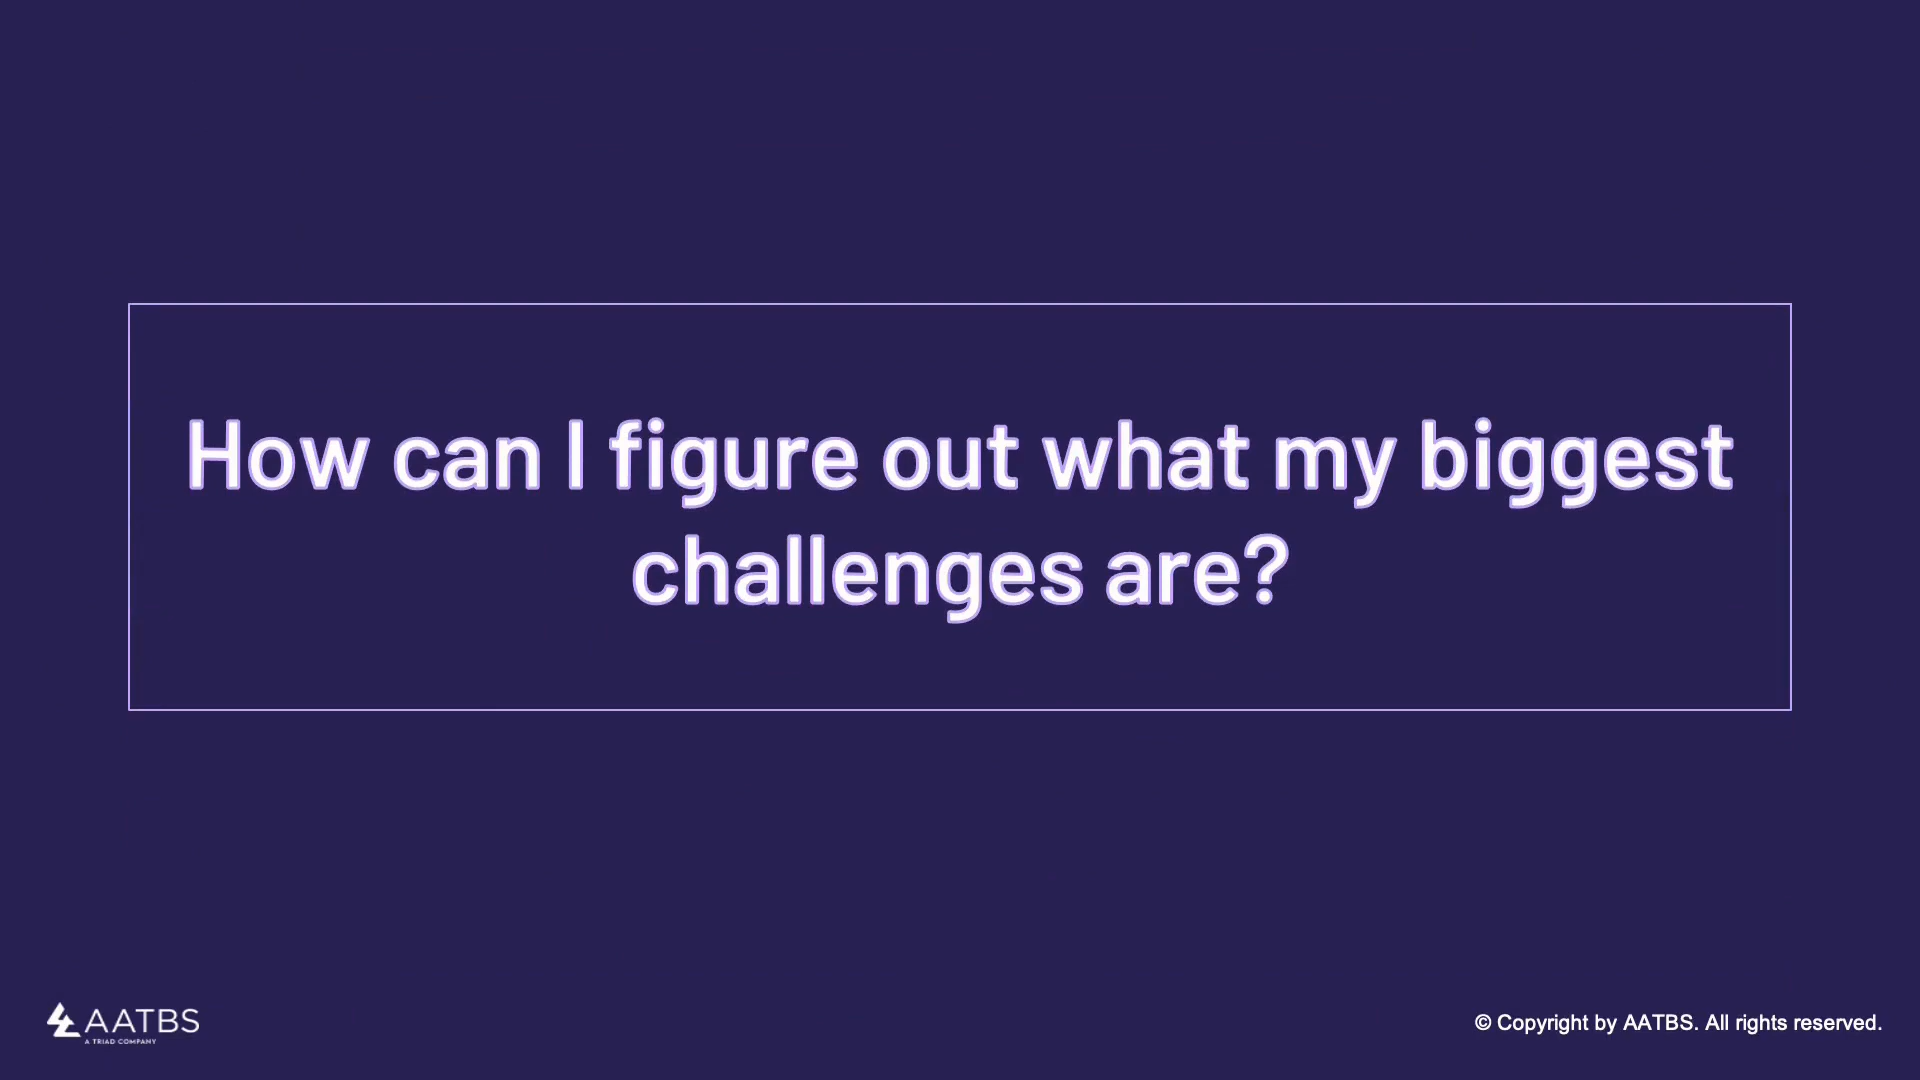 How can I figure out what my biggest
challenges are?
AATBS
A TRIAD COMPANY
© Copyright by AATBS. All rights reserved.